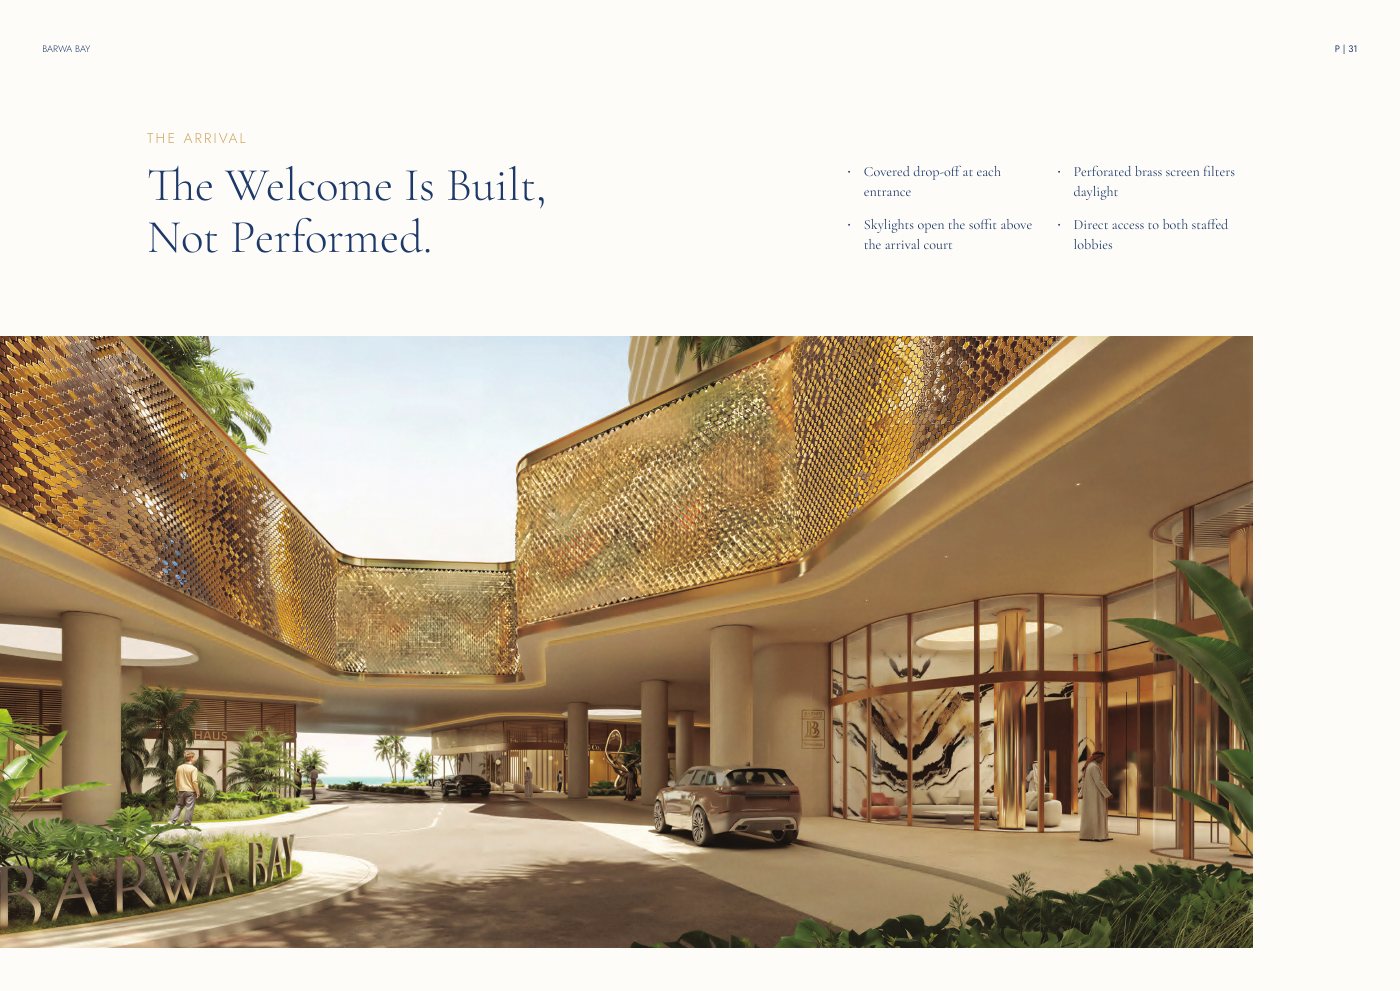 BARWA BAY
P | 31
THE ARRIVAL
The Welcome Is Built,
Not Performed.
· Covered drop-off at each
entrance
· Skylights open the soffit above
the arrival court
· Perforated brass screen filters
daylight
· Direct access to both staffed
lobbies
HAUS
B
BARWA BAY